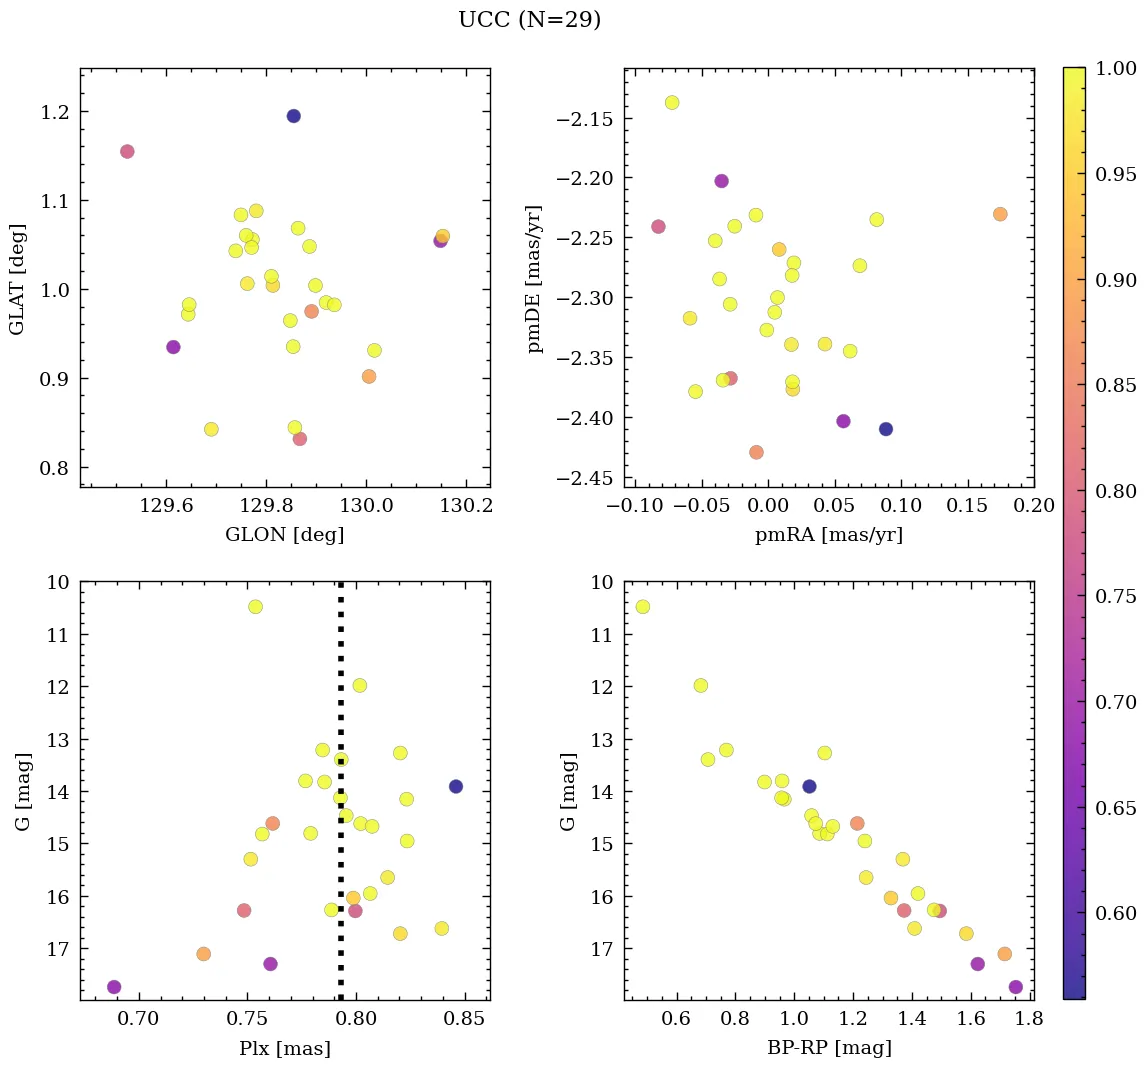 UCC (N=29)
1.2
1.1
1.0
0.9
0.8
GLAT [deg]
129.6 129.8 130.0 130.2
GLON [deg]
−2.15
−2.20
−2.25
−2.30
−2.35
−2.40
−2.45
pmDE [mas/yr]
−0.10 −0.05 0.00 0.05 0.10 0.15 0.20
pmRA [mas/yr]
10
11
12
13
14
15
16
17
G [mag]
0.70 0.75 0.80 0.85
Plx [mas]
10
11
12
13
14
15
16
17
G [mag]
0.6 0.8 1.0 1.2 1.4 1.6 1.8
BP-RP [mag]
1.00
0.95
0.90
0.85
0.80
0.75
0.70
0.65
0.60